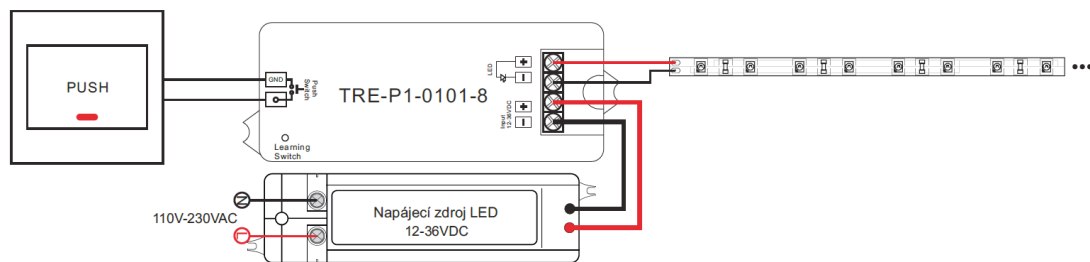 PUSH
GND
Push
Switch
LED
+
−
TRE-P1-0101-8
Input
12-36VDC
+
−
Learning
Switch
N
110V-230VAC
L
Napájecí zdroj LED
12-36VDC